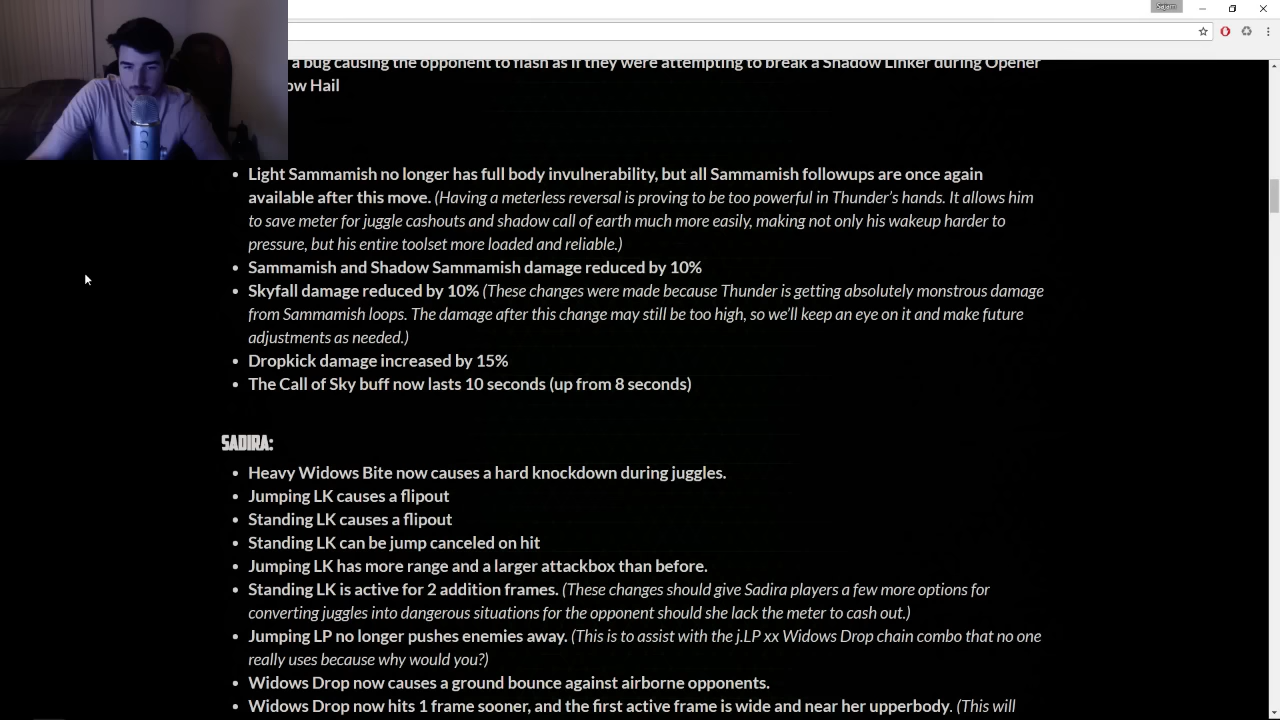 Sajam
a bug causing the opponent to flash as if they were attempting to break a Shadow Linker during Opener
ow Hail
Light Sammamish no longer has full body invulnerability, but all Sammamish followups are once again
available after this move. (Having a meterless reversal is proving to be too powerful in Thunder's hands. It allows him
to save meter for juggle cashouts and shadow call of earth much more easily, making not only his wakeup harder to
pressure, but his entire toolset more loaded and reliable.)
Sammamish and Shadow Sammamish damage reduced by 10%
Skyfall damage reduced by 10% (These changes were made because Thunder is getting absolutely monstrous damage
from Sammamish loops. The damage after this change may still be too high, so we'll keep an eye on it and make future
adjustments as needed.)
Dropkick damage increased by 15%
The Call of Sky buff now lasts 10 seconds (up from 8 seconds)
SADIRA:
Heavy Widows Bite now causes a hard knockdown during juggles.
Jumping LK causes a flipout
Standing LK causes a flipout
Standing LK can be jump canceled on hit
Jumping LK has more range and a larger attackbox than before.
Standing LK is active for 2 addition frames. (These changes should give Sadira players a few more options for
converting juggles into dangerous situations for the opponent should she lack the meter to cash out.)
Jumping LP no longer pushes enemies away. (This is to assist with the j.LP xx Widows Drop chain combo that no one
really uses because why would you?)
Widows Drop now causes a ground bounce against airborne opponents.
Widows Drop now hits 1 frame sooner, and the first active frame is wide and near her upperbody. (This will